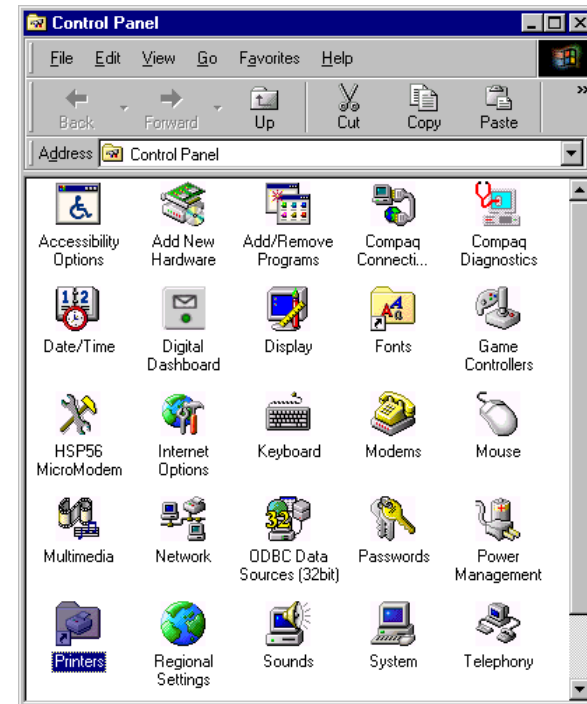 Control Panel
File Edit View Go Favorites Help
Back Forward Up Cut Copy Paste »
Address Control Panel
Accessibility Options
Add New Hardware
Add/Remove Programs
Compaq Connecti...
Compaq Diagnostics
Date/Time
Digital Dashboard
Display
Fonts
Game Controllers
HSP56 MicroModem
Internet Options
Keyboard
Modems
Mouse
Multimedia
Network
ODBC Data Sources (32bit)
Passwords
Power Management
Printers
Regional Settings
Sounds
System
Telephony